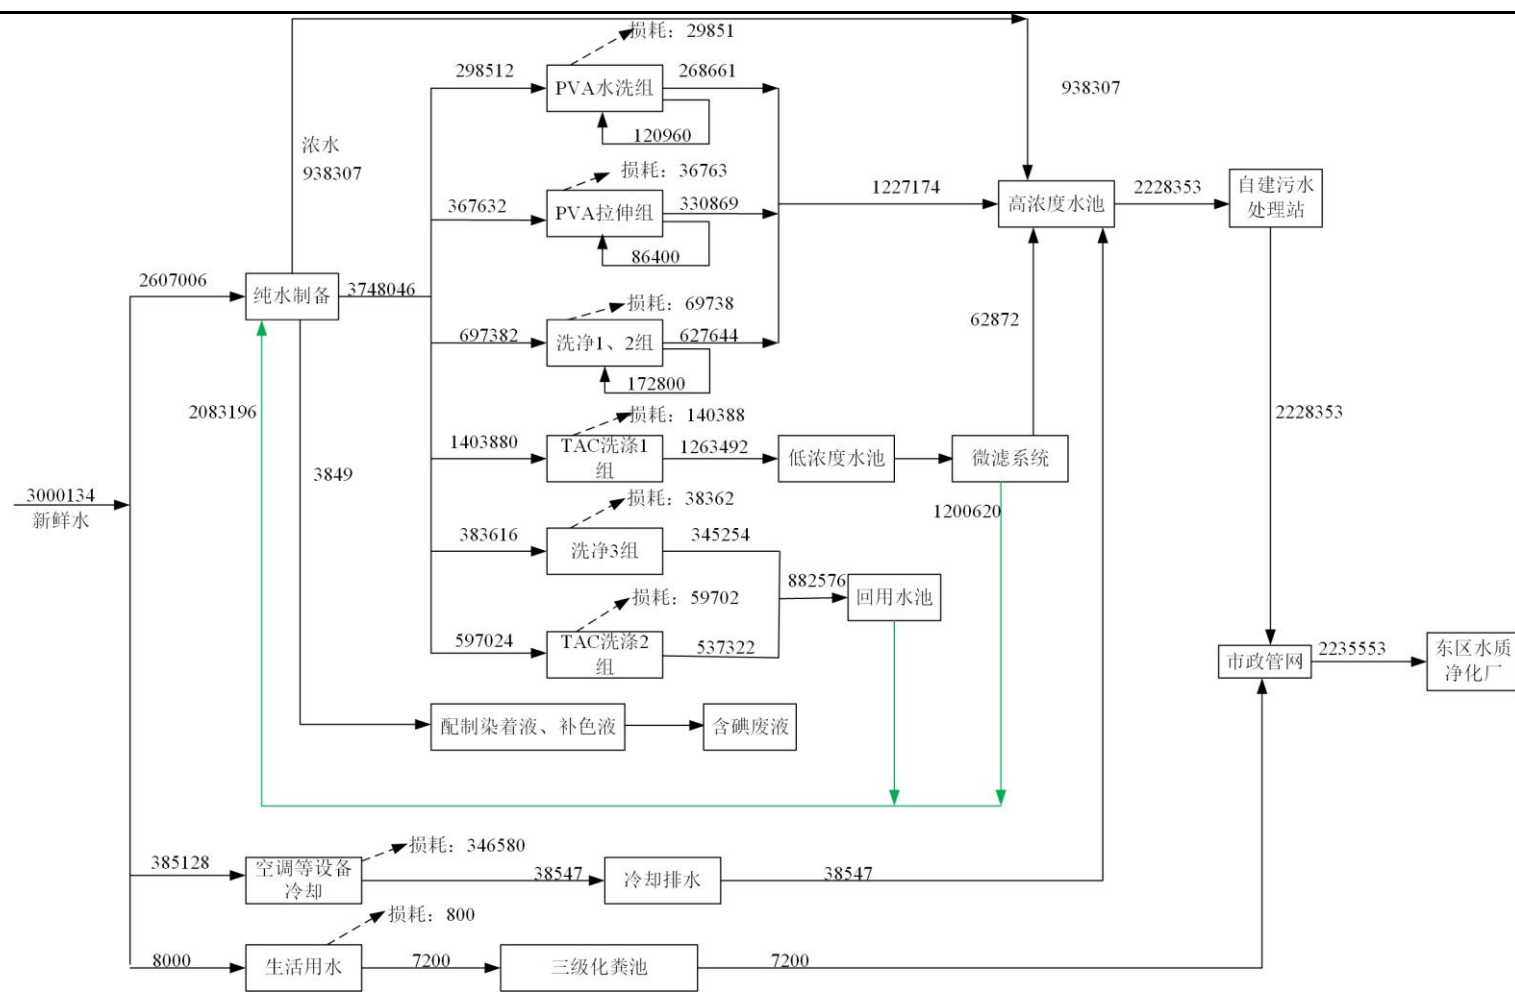 损耗：29851
298512
PVA水洗组
268661
120960
938307
浓水
938307
损耗：36763
367632
PVA拉伸组
330869
86400
1227174
高浓度水池
2228353
自建污水
处理站
2607006
纯水制备
3748046
损耗：69738
697382
洗净1、2组
627644
172800
62872
2083196
损耗：140388
1403880
TAC洗涤1
组
1263492
低浓度水池
微滤系统
2228353
3849
3000134
新鲜水
损耗：38362
383616
洗净3组
345254
1200620
882576
回用水池
损耗：59702
597024
TAC洗涤2
组
537322
市政管网
2235553
东区水质
净化厂
配制染着液、补色液
含碘废液
损耗：346580
385128
空调等设备
冷却
38547
冷却排水
38547
损耗：800
8000
生活用水
7200
三级化粪池
7200